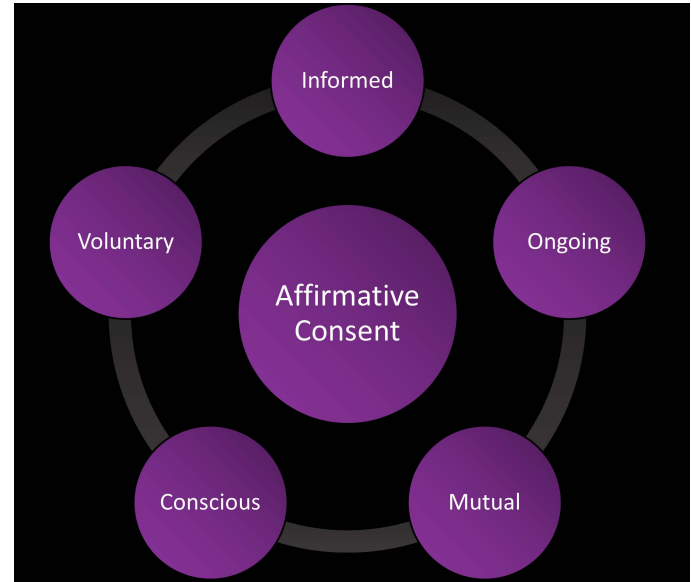 Informed
Voluntary
Ongoing
Affirmative
Consent
Conscious
Mutual